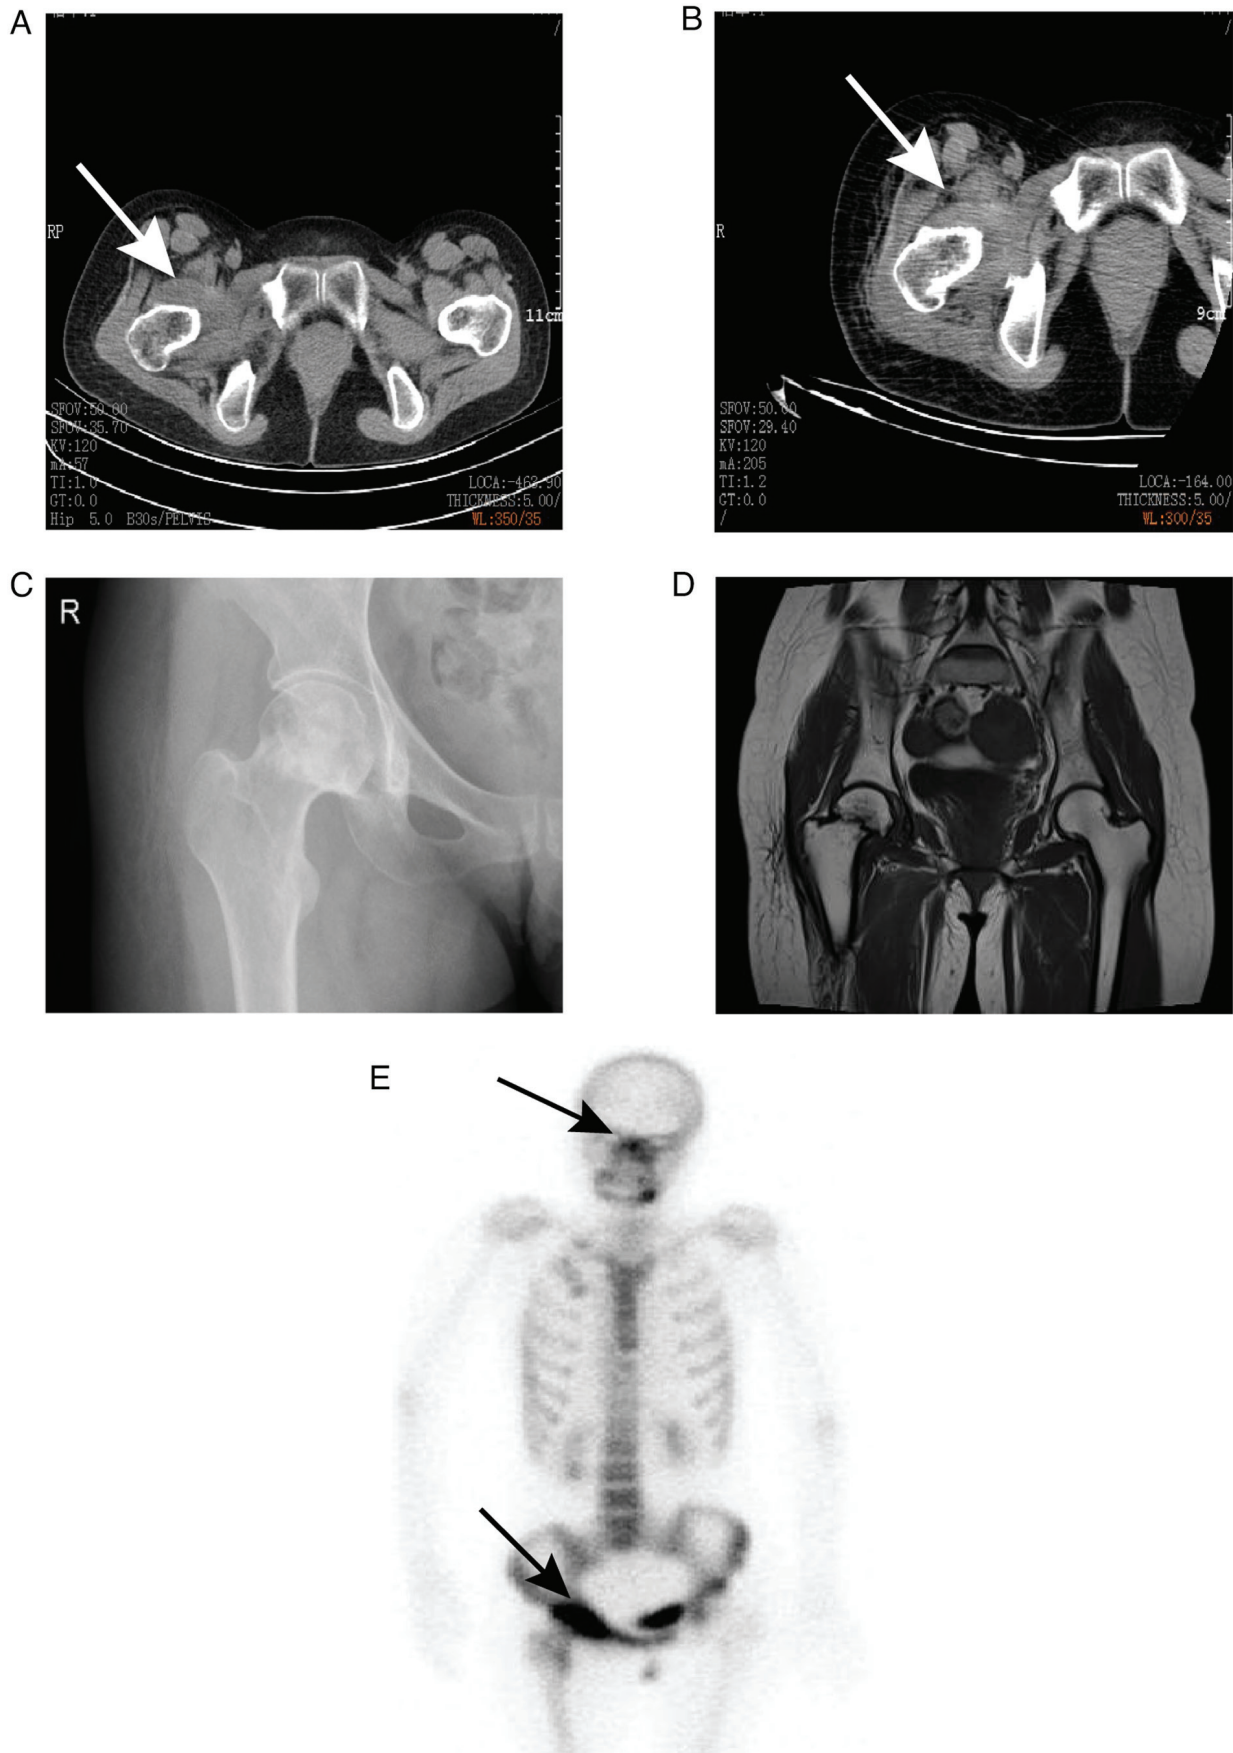 A
RP
11cm
SFOV:50.00
SFOV:35.70
KV:120
mA:57
TI:1.0
GT:0.0
Hip 5.0 B30s/PELVIS
LOCA:-463.90
THICKNESS:5.00/
WL:350/35
/
B
R
9cm
SFOV:50.00
SFOV:29.40
KV:120
mA:205
TI:1.2
GT:0.0
/
LOCA:-164.00
THICKNESS:5.00/
WL:300/35
/
C
R
D
E